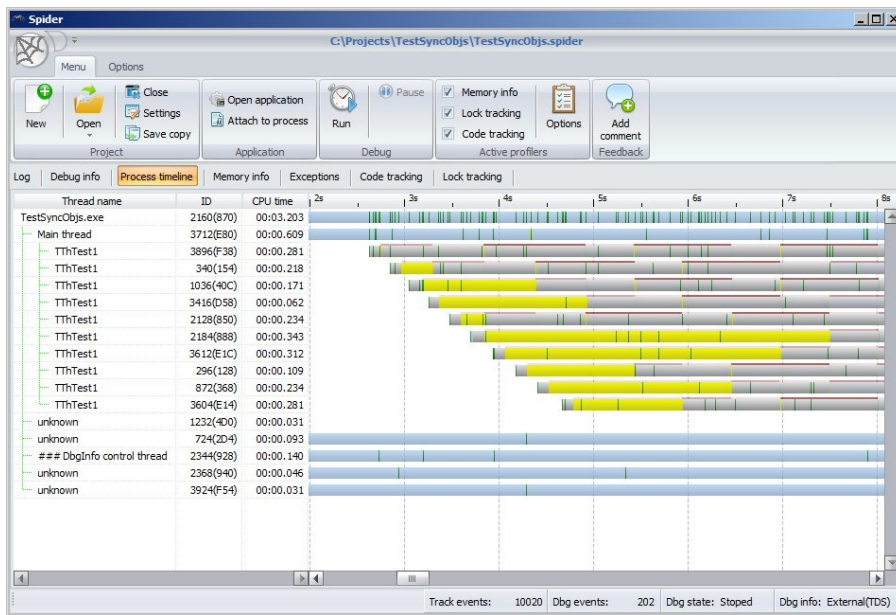 Spider
C:\Projects\TestSyncObjs\TestSyncObjs.spider
Menu Options
New
Open
Close
Settings
Save copy
Project
Open application
Attach to process
Application
Run
Pause
Debug
Memory info
Lock tracking
Code tracking
Options
Active profilers
Add comment
Feedback
Log Debug info Process timeline Memory info Exceptions Code tracking Lock tracking
Thread name ID CPU time 2s 3s 4s 5s 6s 7s 8s
TestSyncObjs.exe 2160(870) 00:03.203
Main thread 3712(E80) 00:00.609
TThTest1 3896(F38) 00:00.281
TThTest1 340(154) 00:00.218
TThTest1 1036(40C) 00:00.171
TThTest1 3416(D58) 00:00.062
TThTest1 2128(850) 00:00.234
TThTest1 2184(888) 00:00.343
TThTest1 3612(E1C) 00:00.312
TThTest1 296(128) 00:00.109
TThTest1 872(368) 00:00.234
TThTest1 3604(E14) 00:00.281
unknown 1232(4D0) 00:00.031
unknown 724(2D4) 00:00.093
### DbgInfo control thread 2344(928) 00:00.140
unknown 2368(940) 00:00.046
unknown 3924(F54) 00:00.031
Track events: 10020 Dbg events: 202 Dbg state: Stoped Dbg info: External(TDS)